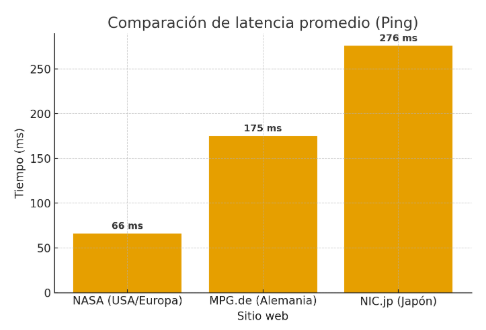 Comparación de latencia promedio (Ping)
276 ms
250
200
175 ms
150
100
66 ms
50
0
Tiempo (ms)
NASA (USA/Europa) MPG.de (Alemania) NIC.jp (Japón)
Sitio web